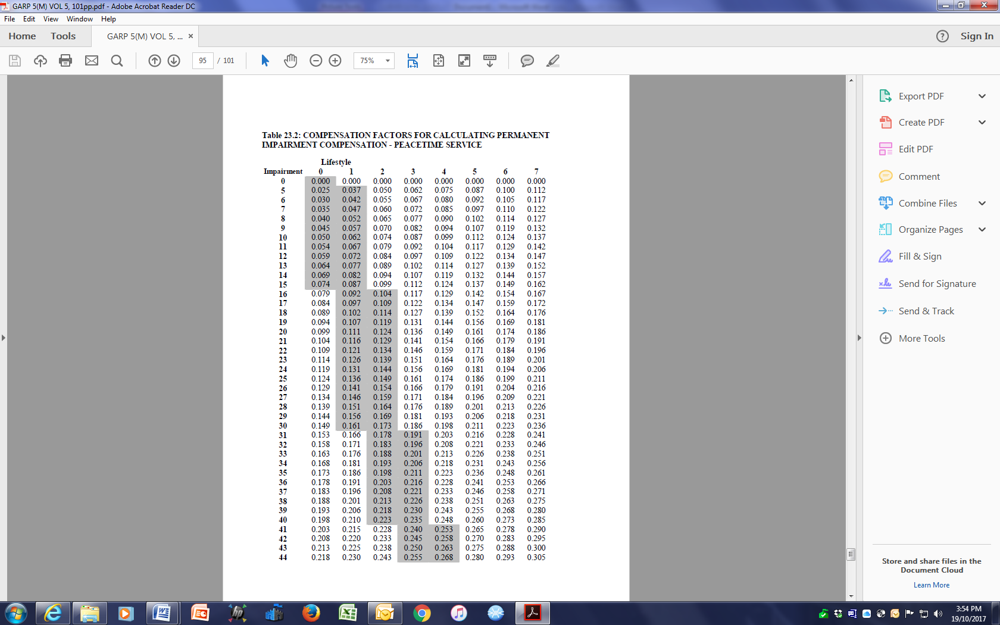 GARP 5(M) VOL 5, 101pp.pdf - Adobe Acrobat Reader DC
File Edit View Window Help
Home Tools GARP 5(M) VOL 5, ... × Sign In
95 / 101 75%
Table 23.2: COMPENSATION FACTORS FOR CALCULATING PERMANENT
IMPAIRMENT COMPENSATION - PEACETIME SERVICE
Lifestyle
Impairment 0 1 2 3 4 5 6 7
0 0.000 0.000 0.000 0.000 0.000 0.000 0.000 0.000
5 0.025 0.037 0.050 0.062 0.075 0.087 0.100 0.112
6 0.030 0.042 0.055 0.067 0.080 0.092 0.105 0.117
7 0.035 0.047 0.060 0.072 0.085 0.097 0.110 0.122
8 0.040 0.052 0.065 0.077 0.090 0.102 0.114 0.127
9 0.045 0.057 0.070 0.082 0.094 0.107 0.119 0.132
10 0.050 0.062 0.074 0.087 0.099 0.112 0.124 0.137
11 0.054 0.067 0.079 0.092 0.104 0.117 0.129 0.142
12 0.059 0.072 0.084 0.097 0.109 0.122 0.134 0.147
13 0.064 0.077 0.089 0.102 0.114 0.127 0.139 0.152
14 0.069 0.082 0.094 0.107 0.119 0.132 0.144 0.157
15 0.074 0.087 0.099 0.112 0.124 0.137 0.149 0.162
16 0.079 0.092 0.104 0.117 0.129 0.142 0.154 0.167
17 0.084 0.097 0.109 0.122 0.134 0.147 0.159 0.172
18 0.089 0.102 0.114 0.127 0.139 0.152 0.164 0.176
19 0.094 0.107 0.119 0.131 0.144 0.156 0.169 0.181
20 0.099 0.111 0.124 0.136 0.149 0.161 0.174 0.186
21 0.104 0.116 0.129 0.141 0.154 0.166 0.179 0.191
22 0.109 0.121 0.134 0.146 0.159 0.171 0.184 0.196
23 0.114 0.126 0.139 0.151 0.164 0.176 0.189 0.201
24 0.119 0.131 0.144 0.156 0.169 0.181 0.194 0.206
25 0.124 0.136 0.149 0.161 0.174 0.186 0.199 0.211
26 0.129 0.141 0.154 0.166 0.179 0.191 0.204 0.216
27 0.134 0.146 0.159 0.171 0.184 0.196 0.209 0.221
28 0.139 0.151 0.164 0.176 0.189 0.201 0.213 0.226
29 0.144 0.156 0.169 0.181 0.193 0.206 0.218 0.231
30 0.149 0.161 0.173 0.186 0.198 0.211 0.223 0.236
31 0.153 0.166 0.178 0.191 0.203 0.216 0.228 0.241
32 0.158 0.171 0.183 0.196 0.208 0.221 0.233 0.246
33 0.163 0.176 0.188 0.201 0.213 0.226 0.238 0.251
34 0.168 0.181 0.193 0.206 0.218 0.231 0.243 0.256
35 0.173 0.186 0.198 0.211 0.223 0.236 0.248 0.261
36 0.178 0.191 0.203 0.216 0.228 0.241 0.253 0.266
37 0.183 0.196 0.208 0.221 0.233 0.246 0.258 0.271
38 0.188 0.201 0.213 0.226 0.238 0.251 0.263 0.275
39 0.193 0.206 0.218 0.230 0.243 0.255 0.268 0.280
40 0.198 0.210 0.223 0.235 0.248 0.260 0.273 0.285
41 0.203 0.215 0.228 0.240 0.253 0.265 0.278 0.290
42 0.208 0.220 0.233 0.245 0.258 0.270 0.283 0.295
43 0.213 0.225 0.238 0.250 0.263 0.275 0.288 0.300
44 0.218 0.230 0.243 0.255 0.268 0.280 0.293 0.305
Export PDF
Create PDF
Edit PDF
Comment
Combine Files
Organize Pages
Fill & Sign
Send for Signature
Send & Track
More Tools
Store and share files in the
Document Cloud
Learn More
3:54 PM
19/10/2017